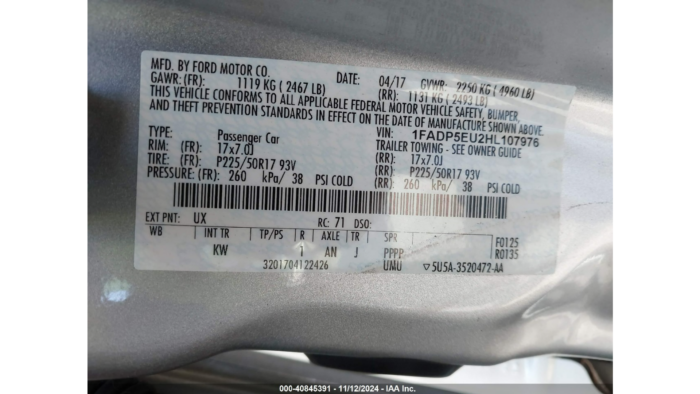 MFD. BY FORD MOTOR CO. DATE: 04/17 GVWR: 2250 KG ( 4960 LB)
GAWR: (FR): 1119 KG ( 2467 LB) (RR): 1131 KG ( 2493 LB)
THIS VEHICLE CONFORMS TO ALL APPLICABLE FEDERAL MOTOR VEHICLE SAFETY, BUMPER,
AND THEFT PREVENTION STANDARDS IN EFFECT ON THE DATE OF MANUFACTURE SHOWN ABOVE.
VIN: 1FADP5EU2HL107976
TYPE: Passenger Car TRAILER TOWING - SEE OWNER GUIDE
RIM: (FR): 17x7.0J (RR): 17x7.0J
TIRE: (FR): P225/50R17 93V (RR): P225/50R17 93V
PRESSURE: (FR): 260 kPa/ 38 PSI COLD (RR): 260 kPa/ 38 PSI COLD
EXT PNT: UX RC: 71 DSO:
WB INT TR TP/PS R AXLE TR SPR F0125
KW 1 AN J PPPP R0135
3201704122426 UMU ▽5U5A-3520472-AA
000-40845391 - 11/12/2024 - IAA Inc.